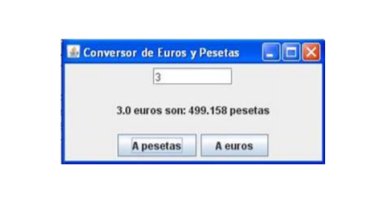 Conversor de Euros y Pesetas
3
3.0 euros son: 499.158 pesetas
A pesetas A euros